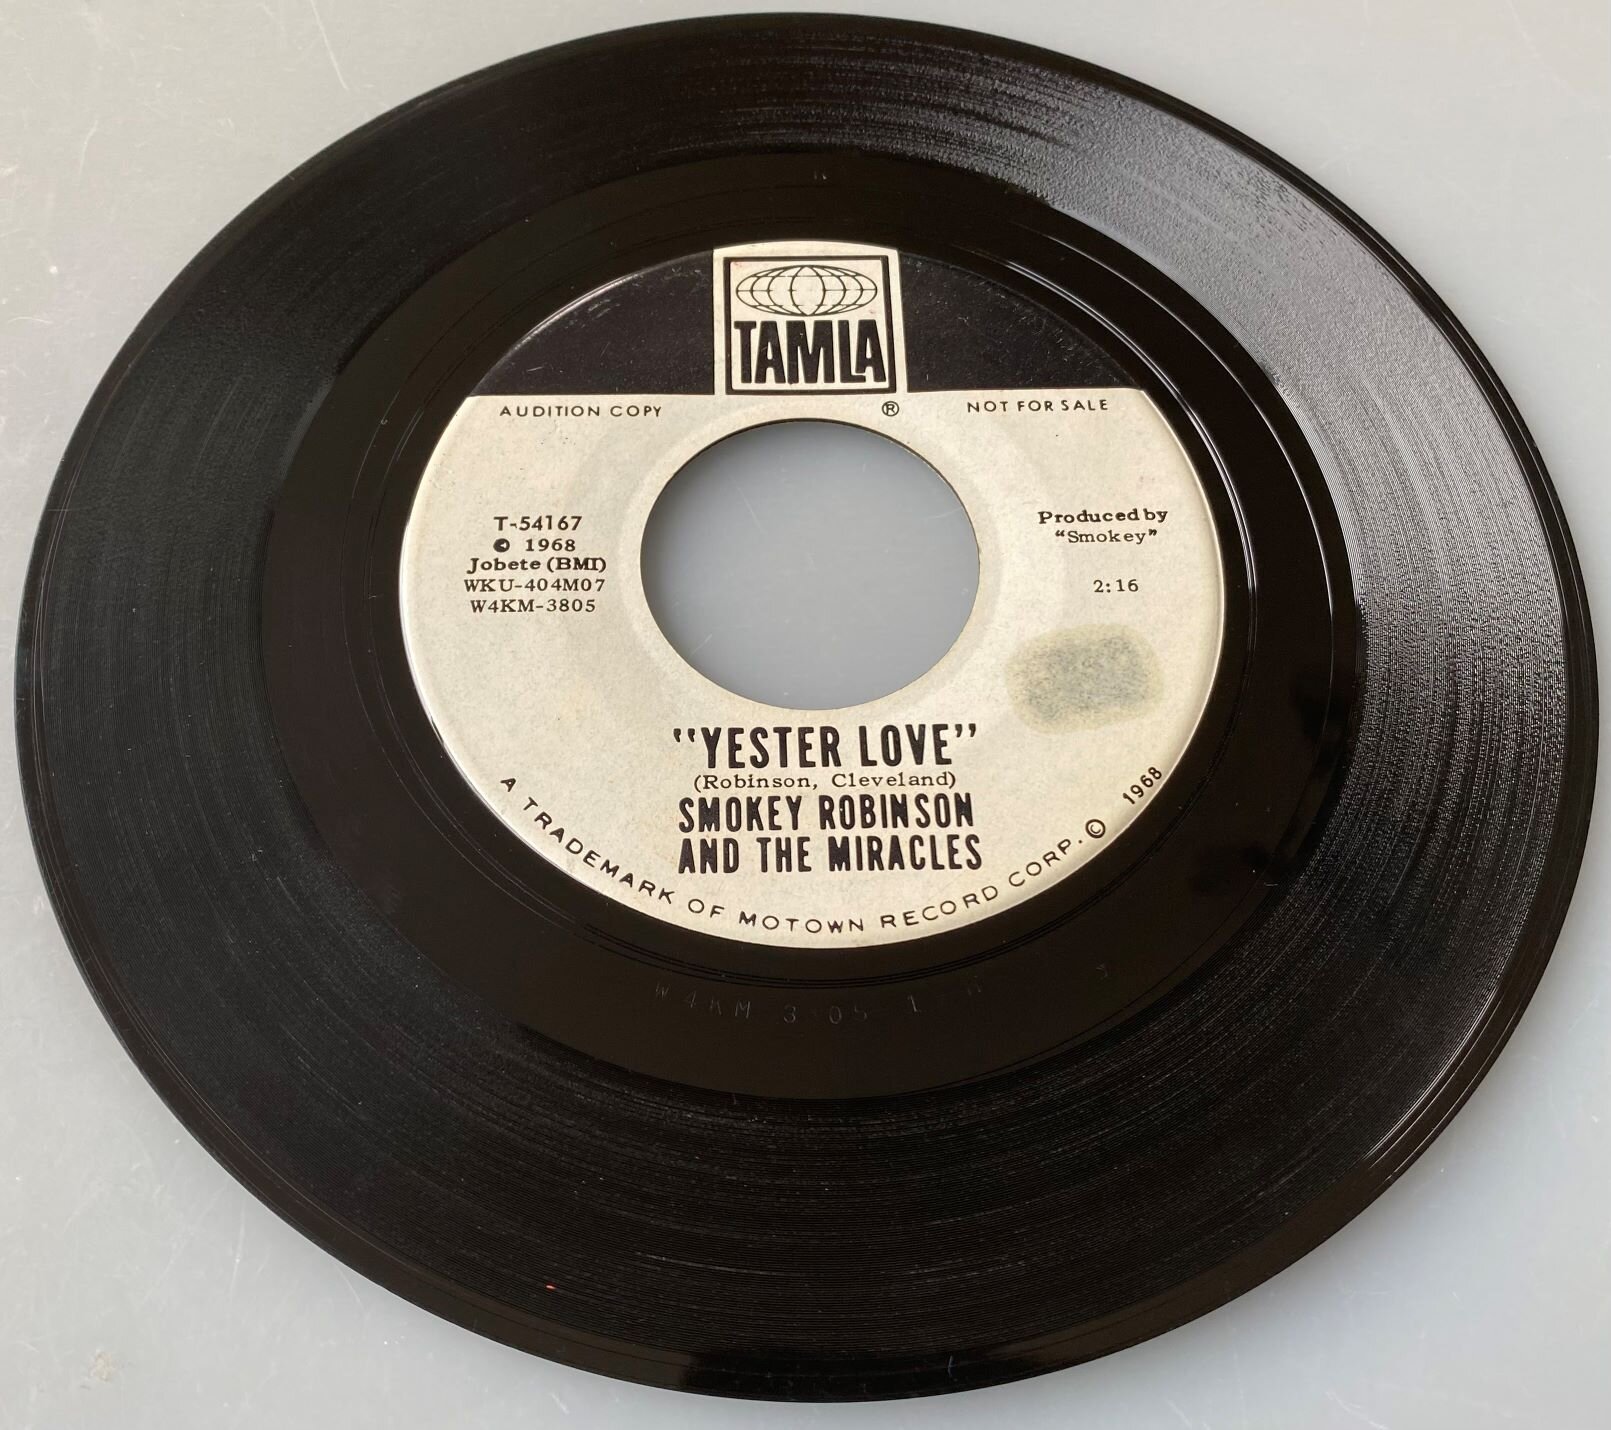 TAMLA
®
AUDITION COPY
NOT FOR SALE
T-54167
℗ 1968
Jobete (BMI)
WKU-404M07
W4KM-3805
Produced by
"Smokey"
2:16
"YESTER LOVE"
(Robinson, Cleveland)
SMOKEY ROBINSON
AND THE MIRACLES
A TRADEMARK OF MOTOWN RECORD CORP. © 1968
W4KM